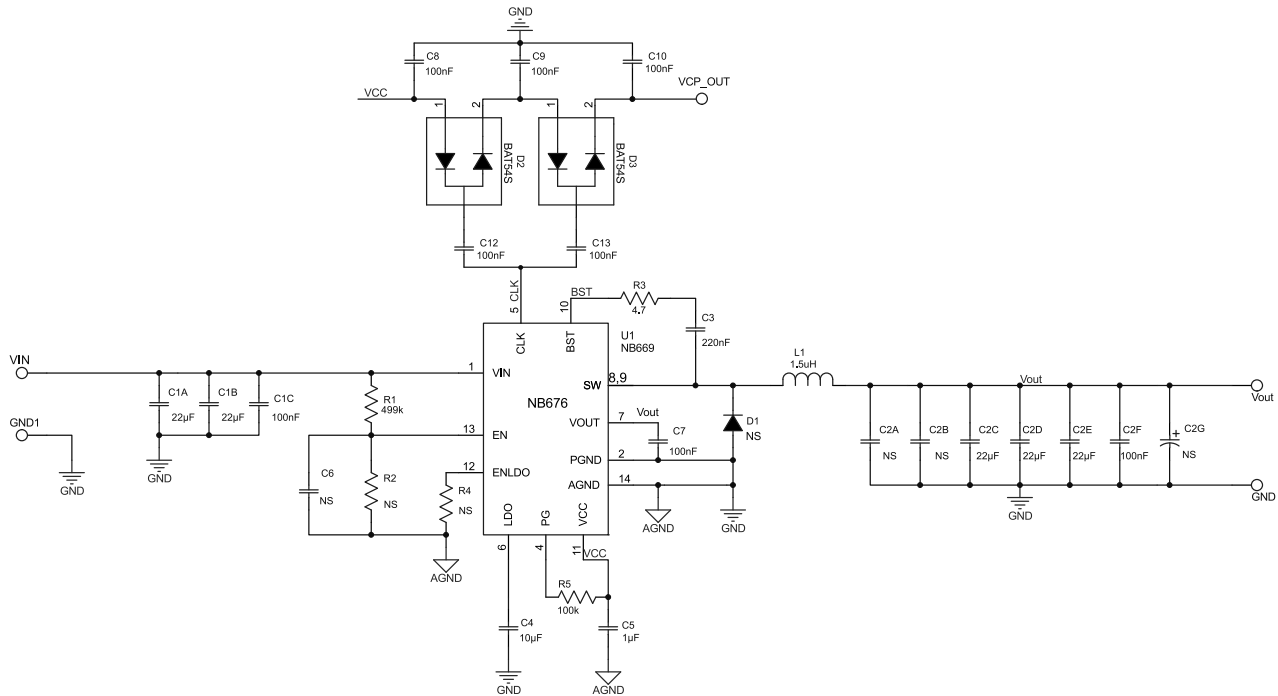 GND
C8
100nF
C9
100nF
C10
100nF
VCC
VCP_OUT
1
2
1
2
D2
BAT54S
D3
BAT54S
C12
100nF
C13
100nF
5
CLK
10
BST
R3
4.7
C3
220nF
U1
NB669
CLK
BST
VIN
1
VIN
SW
8,9
L1
1.5uH
Vout
Vout
C1A
22µF
C1B
22µF
C1C
100nF
R1
499k
NB676
GND1
GND
GND
13
EN
VOUT
7
Vout
C7
100nF
D1
NS
C2A
NS
C2B
NS
C2C
22µF
C2D
22µF
C2E
22µF
C2F
100nF
+
C2G
NS
12
ENLDO
PGND
2
AGND
14
C6
NS
R2
NS
R4
NS
LDO
PG
VCC
AGND
GND
GND
GND
6
4
11
VCC
AGND
R5
100k
C4
10µF
C5
1µF
GND
AGND